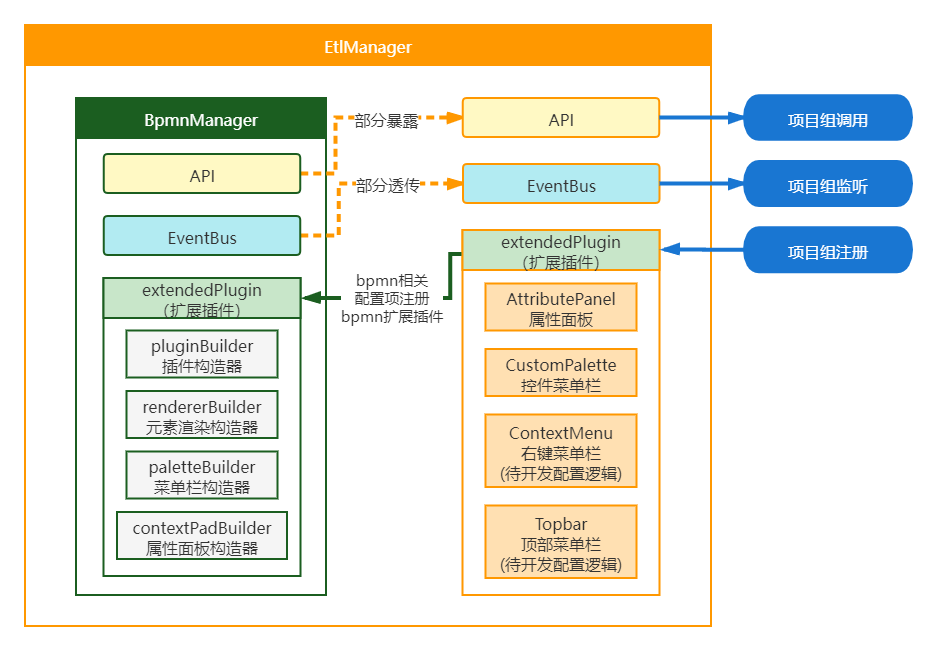 EtlManager
BpmnManager
API
EventBus
extendedPlugin
（扩展插件）
pluginBuilder
插件构造器
rendererBuilder
元素渲染构造器
paletteBuilder
菜单栏构造器
contextPadBuilder
属性面板构造器
部分暴露
部分透传
bpmn相关
配置项注册
bpmn扩展插件
API
EventBus
extendedPlugin
（扩展插件）
AttributePanel
属性面板
CustomPalette
控件菜单栏
ContextMenu
右键菜单栏
(待开发配置逻辑)
Topbar
顶部菜单栏
(待开发配置逻辑)
项目组调用
项目组监听
项目组注册